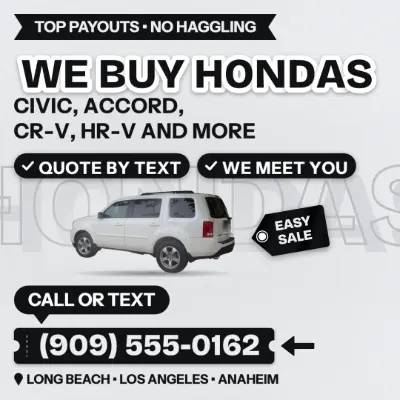 TOP PAYOUTS • NO HAGGLING
WE BUY HONDAS
CIVIC, ACCORD,
CR-V, HR-V AND MORE
✓ QUOTE BY TEXT ✓ WE MEET YOU
HONDAS
EASY
SALE
CALL OR TEXT
(909) 555-0162
LONG BEACH • LOS ANGELES • ANAHEIM